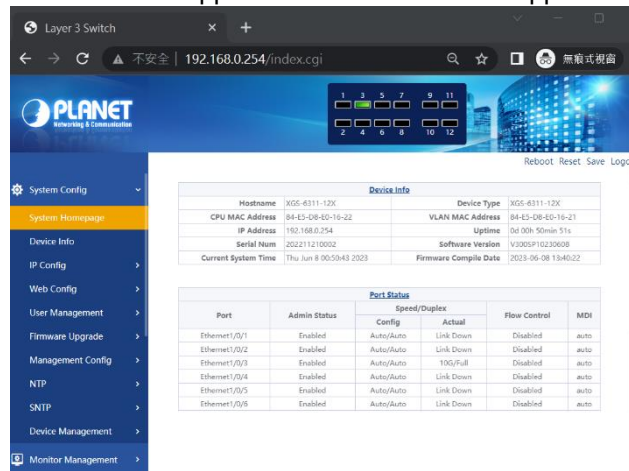 Layer 3 Switch
不安全 | 192.168.0.254/index.cgi 無痕式視窗
PLANET
Networking & Communication
1 3 5 7 9 11
2 4 6 8 10 12
Reboot Reset Save Logo
System Config
System Homepage
Device Info
IP Config
Web Config
User Management
Firmware Upgrade
Management Config
NTP
SNTP
Device Management
Monitor Management
Device Info
Hostname XGS-6311-12X Device Type XGS-6311-12X
CPU MAC Address 84-E5-D8-E0-16-22 VLAN MAC Address 84-E5-D8-E0-16-21
IP Address 192.168.0.254 Uptime 0d 00h 50min 51s
Serial Num 202211210002 Software Version V300SP10230608
Current System Time Thu Jun 8 00:50:43 2023 Firmware Compile Date 2023-06-08 13:40:22
Port Status
Port Admin Status Speed/Duplex Flow Control MDI
Config Actual
Ethernet1/0/1 Enabled Auto/Auto Link Down Disabled auto
Ethernet1/0/2 Enabled Auto/Auto Link Down Disabled auto
Ethernet1/0/3 Enabled Auto/Auto 10G/Full Disabled auto
Ethernet1/0/4 Enabled Auto/Auto Link Down Disabled auto
Ethernet1/0/5 Enabled Auto/Auto Link Down Disabled auto
Ethernet1/0/6 Enabled Auto/Auto Link Down Disabled auto